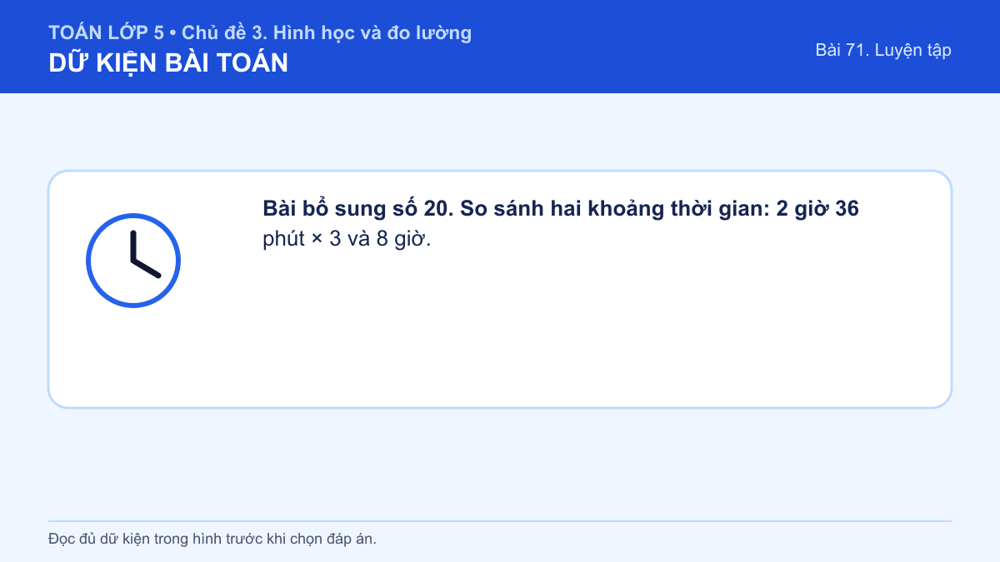 TOÁN LỚP 5 • Chủ đề 3. Hình học và đo lường
DỮ KIỆN BÀI TOÁN
Bài 71. Luyện tập
Bài bổ sung số 20. So sánh hai khoảng thời gian: 2 giờ 36
phút × 3 và 8 giờ.
Đọc đủ dữ kiện trong hình trước khi chọn đáp án.